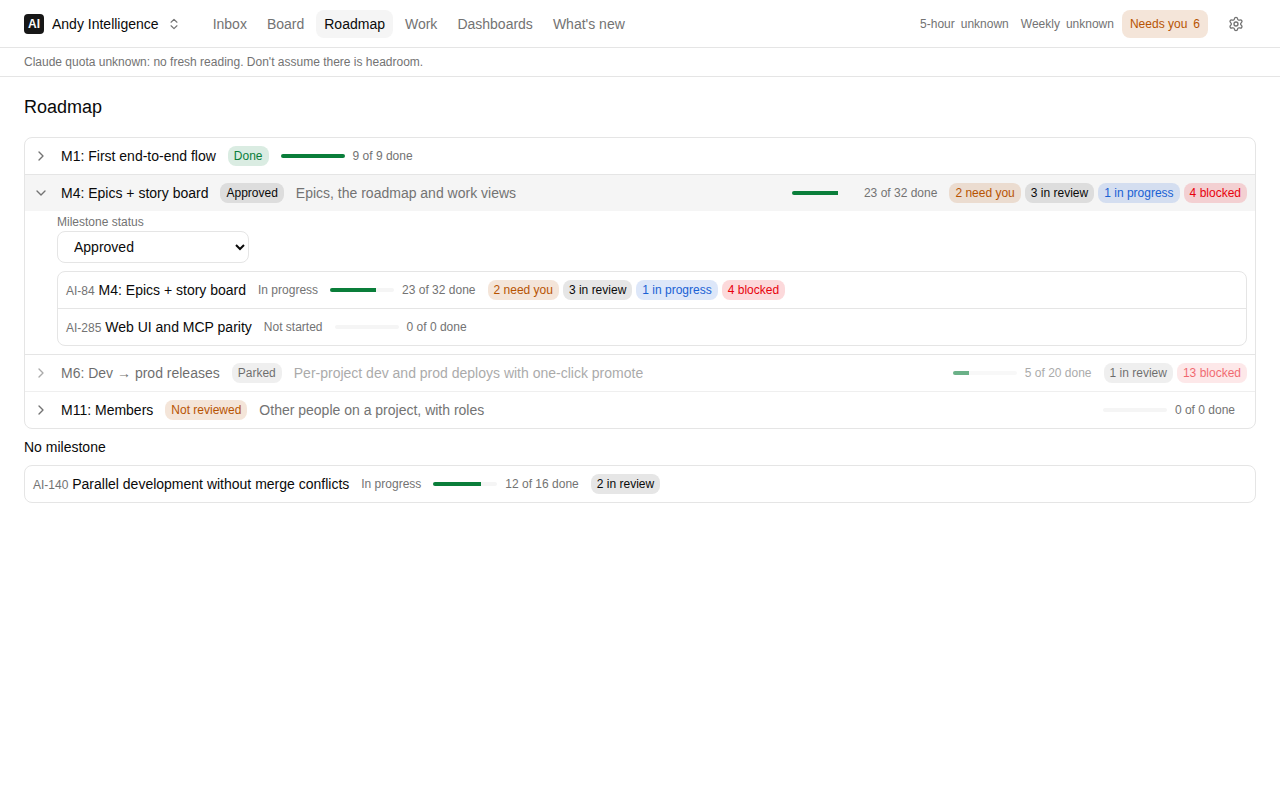 AI Andy Intelligence Inbox Board Roadmap Work Dashboards What's new 5-hour unknown Weekly unknown Needs you 6
Claude quota unknown: no fresh reading. Don't assume there is headroom.
Roadmap
M1: First end-to-end flow Done 9 of 9 done
M4: Epics + story board Approved Epics, the roadmap and work views 23 of 32 done 2 need you 3 in review 1 in progress 4 blocked
Milestone status
Approved
AI-84 M4: Epics + story board In progress 23 of 32 done 2 need you 3 in review 1 in progress 4 blocked
AI-285 Web UI and MCP parity Not started 0 of 0 done
M6: Dev → prod releases Parked Per-project dev and prod deploys with one-click promote 5 of 20 done 1 in review 13 blocked
M11: Members Not reviewed Other people on a project, with roles 0 of 0 done
No milestone
AI-140 Parallel development without merge conflicts In progress 12 of 16 done 2 in review